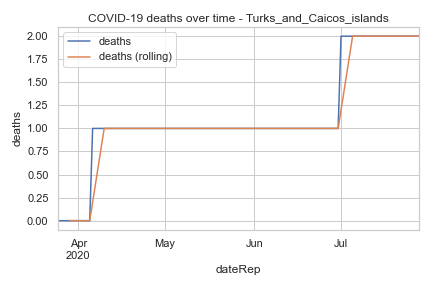 COVID-19 deaths over time - Turks_and_Caicos_islands
deaths
deaths (rolling)
2.00
1.75
1.50
1.25
1.00
0.75
0.50
0.25
0.00
deaths
Apr
2020
May
Jun
Jul
dateRep